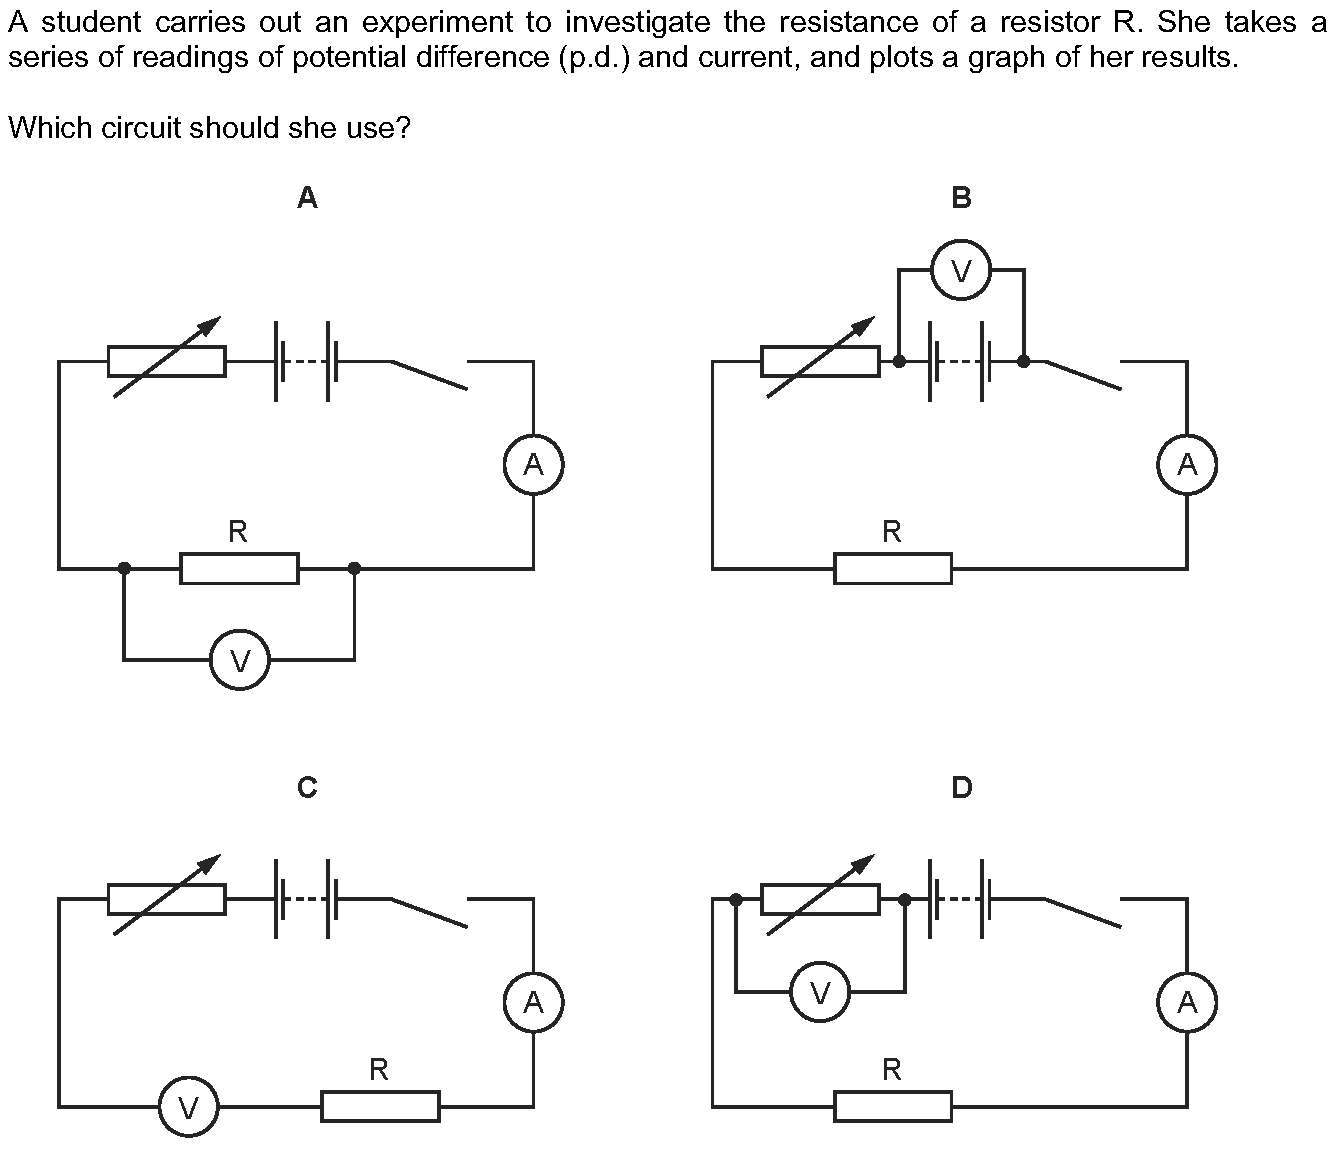 A student carries out an experiment to investigate the resistance of a resistor R. She takes a
series of readings of potential difference (p.d.) and current, and plots a graph of her results.
Which circuit should she use?
A
B
V
A
A
R
R
V
C
D
V
A
A
R
R
V